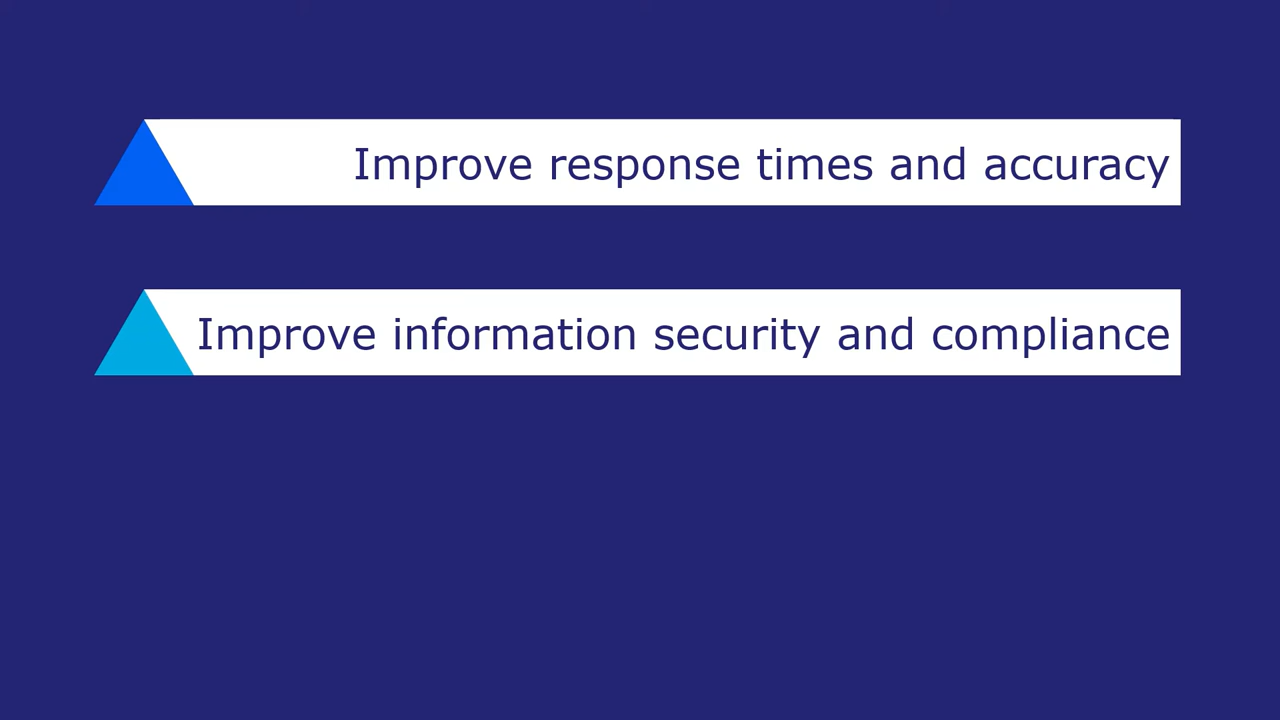 Improve response times and accuracy
Improve information security and compliance